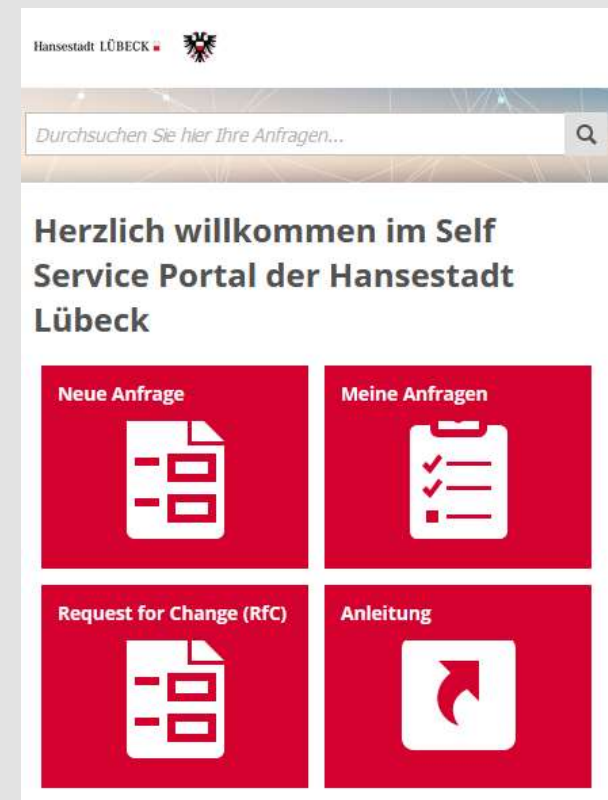 Hansestadt LÜBECK
Durchsuchen Sie hier Ihre Anfragen...
Herzlich willkommen im Self
Service Portal der Hansestadt
Lübeck
Neue Anfrage
Meine Anfragen
Request for Change (RfC)
Anleitung